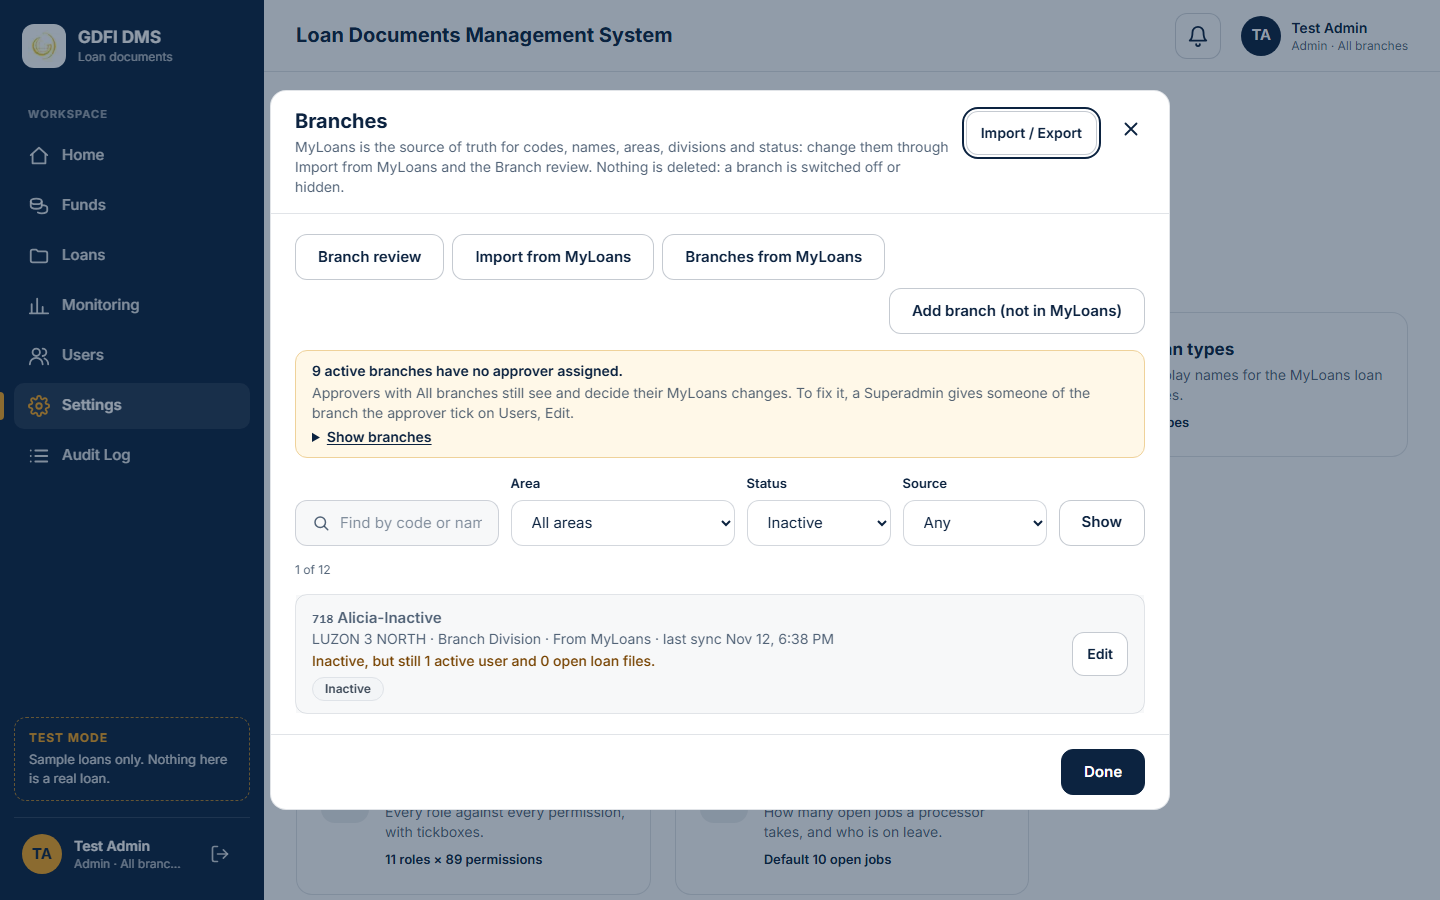 GDFI DMS
Loan documents
WORKSPACE
Home
Funds
Loans
Monitoring
Users
Settings
Audit Log
TEST MODE
Sample loans only. Nothing here
is a real loan.
TA
Test Admin
Admin · All branc...
Loan Documents Management System
TA
Test Admin
Admin · All branches
Branches
MyLoans is the source of truth for codes, names, areas, divisions and status: change them through
Import from MyLoans and the Branch review. Nothing is deleted: a branch is switched off or
hidden.
Import / Export
Branch review
Import from MyLoans
Branches from MyLoans
Add branch (not in MyLoans)
9 active branches have no approver assigned.
Approvers with All branches still see and decide their MyLoans changes. To fix it, a Superadmin gives someone of the
branch the approver tick on Users, Edit.
Show branches
Area
Status
Source
Find by code or nam
All areas
Inactive
Any
Show
1 of 12
718 Alicia-Inactive
LUZON 3 NORTH · Branch Division · From MyLoans · last sync Nov 12, 6:38 PM
Inactive, but still 1 active user and 0 open loan files.
Inactive
Edit
Done
types
names for the MyLoans loan
Every role against every permission,
with tickboxes.
11 roles × 89 permissions
How many open jobs a processor
takes, and who is on leave.
Default 10 open jobs